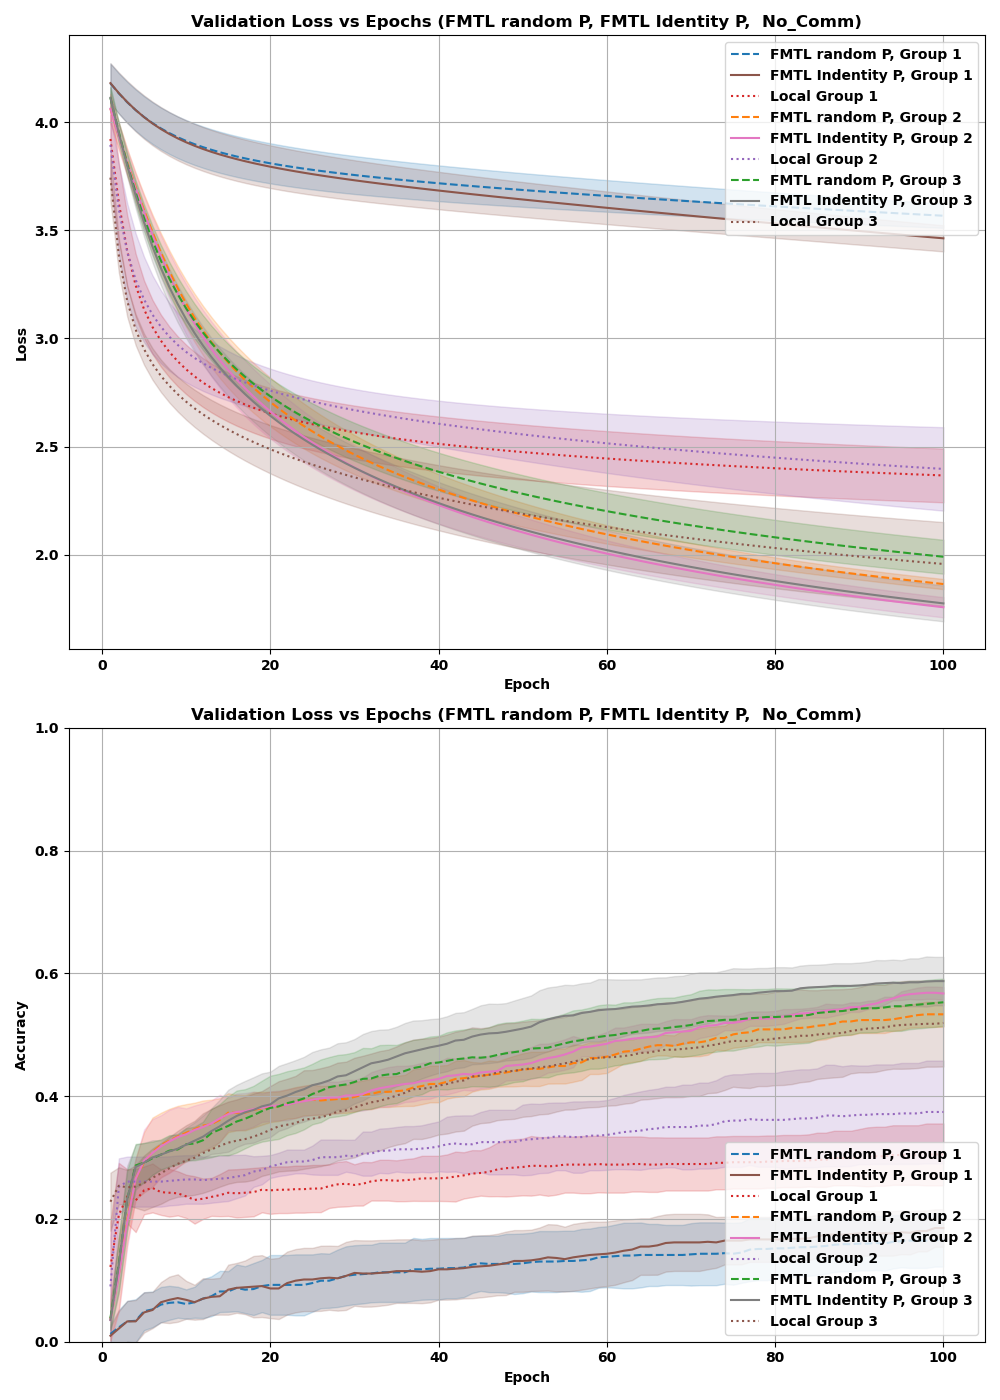 Validation Loss vs Epochs (FMTL random P, FMTL Identity P,  No_Comm)
FMTL random P, Group 1
FMTL Indentity P, Group 1
Local Group 1
FMTL random P, Group 2
FMTL Indentity P, Group 2
Local Group 2
FMTL random P, Group 3
FMTL Indentity P, Group 3
Local Group 3
4.0
3.5
3.0
2.5
2.0
Loss
0 20 40 60 80 100
Epoch
Validation Loss vs Epochs (FMTL random P, FMTL Identity P,  No_Comm)
1.0
0.8
0.6
0.4
0.2
0.0
Accuracy
FMTL random P, Group 1
FMTL Indentity P, Group 1
Local Group 1
FMTL random P, Group 2
FMTL Indentity P, Group 2
Local Group 2
FMTL random P, Group 3
FMTL Indentity P, Group 3
Local Group 3
0 20 40 60 80 100
Epoch